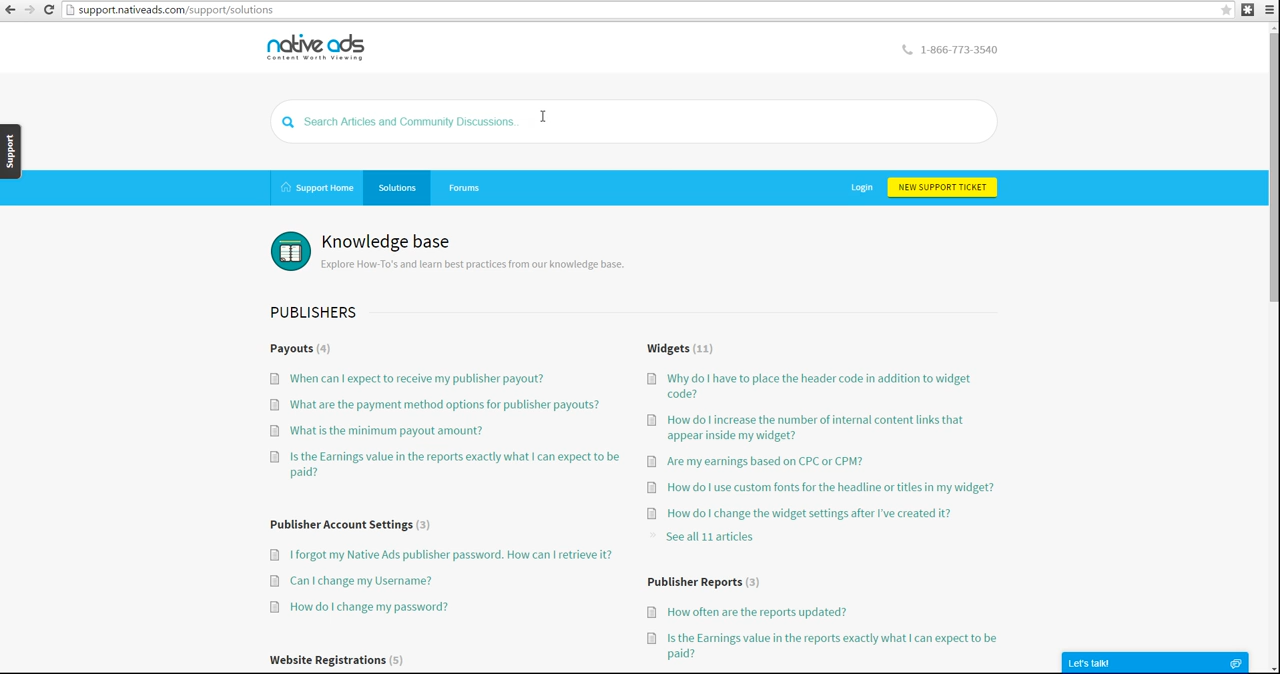 support.nativeads.com/support/solutions
native ads
Content Worth Viewing
1-866-773-3540
Support
Search Articles and Community Discussions..
Support Home
Solutions
Forums
Login
NEW SUPPORT TICKET
Knowledge base
Explore How-To's and learn best practices from our knowledge base.
PUBLISHERS
Payouts (4)
When can I expect to receive my publisher payout?
What are the payment method options for publisher payouts?
What is the minimum payout amount?
Is the Earnings value in the reports exactly what I can expect to be
paid?
Publisher Account Settings (3)
I forgot my Native Ads publisher password. How can I retrieve it?
Can I change my Username?
How do I change my password?
Website Registrations (5)
Widgets (11)
Why do I have to place the header code in addition to widget
code?
How do I increase the number of internal content links that
appear inside my widget?
Are my earnings based on CPC or CPM?
How do I use custom fonts for the headline or titles in my widget?
How do I change the widget settings after I've created it?
» See all 11 articles
Publisher Reports (3)
How often are the reports updated?
Is the Earnings value in the reports exactly what I can expect to be
paid?
Let's talk!